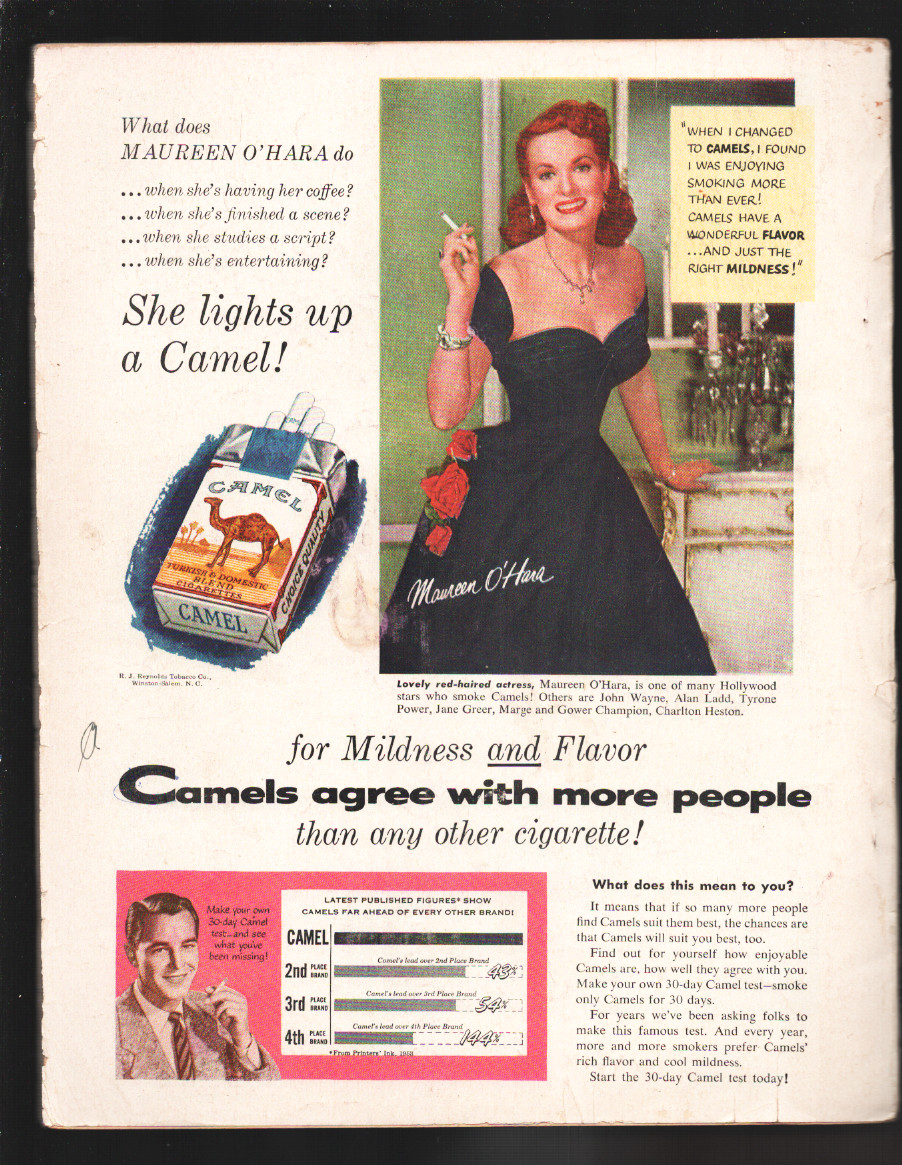 What does
MAUREEN O'HARA do
...when she's having her coffee?
...when she's finished a scene?
...when she studies a script?
...when she's entertaining?
She lights up
a Camel!
"WHEN I CHANGED
TO CAMELS, I FOUND
I WAS ENJOYING
SMOKING MORE
THAN EVER!
CAMELS HAVE A
WONDERFUL FLAVOR
...AND JUST THE
RIGHT MILDNESS!"
CAMEL
TURKISH & DOMESTIC
BLEND
CIGARETTES
CHOICE QUALITY
CAMEL
R. J. Reynolds Tobacco Co.,
Winston-Salem, N. C.
Maureen O'Hara
Lovely red-haired actress, Maureen O'Hara, is one of many Hollywood
stars who smoke Camels! Others are John Wayne, Alan Ladd, Tyrone
Power, Jane Greer, Marge and Gower Champion, Charlton Heston.
for Mildness and Flavor
Camels agree with more people
than any other cigarette!
Make your own
30-day Camel
test—and see
what you've
been missing!
LATEST PUBLISHED FIGURES* SHOW
CAMELS FAR AHEAD OF EVERY OTHER BRAND!
CAMEL
Camel's lead over 2nd Place Brand
2nd PLACE BRAND
43%
Camel's lead over 3rd Place Brand
3rd PLACE BRAND
54%
Camel's lead over 4th Place Brand
4th PLACE BRAND
144%
*From Printers' Ink, 1953
What does this mean to you?
It means that if so many more people
find Camels suit them best, the chances are
that Camels will suit you best, too.
Find out for yourself how enjoyable
Camels are, how well they agree with you.
Make your own 30-day Camel test—smoke
only Camels for 30 days.
For years we've been asking folks to
make this famous test. And every year,
more and more smokers prefer Camels'
rich flavor and cool mildness.
Start the 30-day Camel test today!